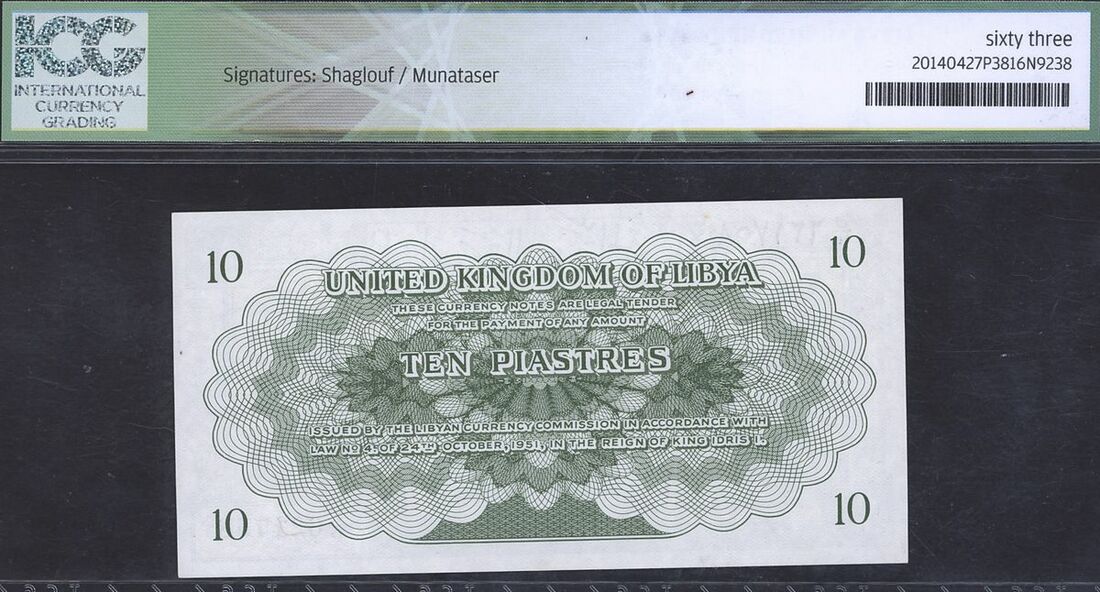 ICG
INTERNATIONAL
CURRENCY
GRADING
Signatures: Shaglouf / Munataser
sixty three
20140427P3816N9238
10
10
UNITED KINGDOM OF LIBYA
THESE CURRENCY NOTES ARE LEGAL TENDER
FOR THE PAYMENT OF ANY AMOUNT
TEN PIASTRES
ISSUED BY THE LIBYAN CURRENCY COMMISSION IN ACCORDANCE WITH
LAW No 4. OF 24TH OCTOBER, 1951, IN THE REIGN OF KING IDRIS I.
10
10